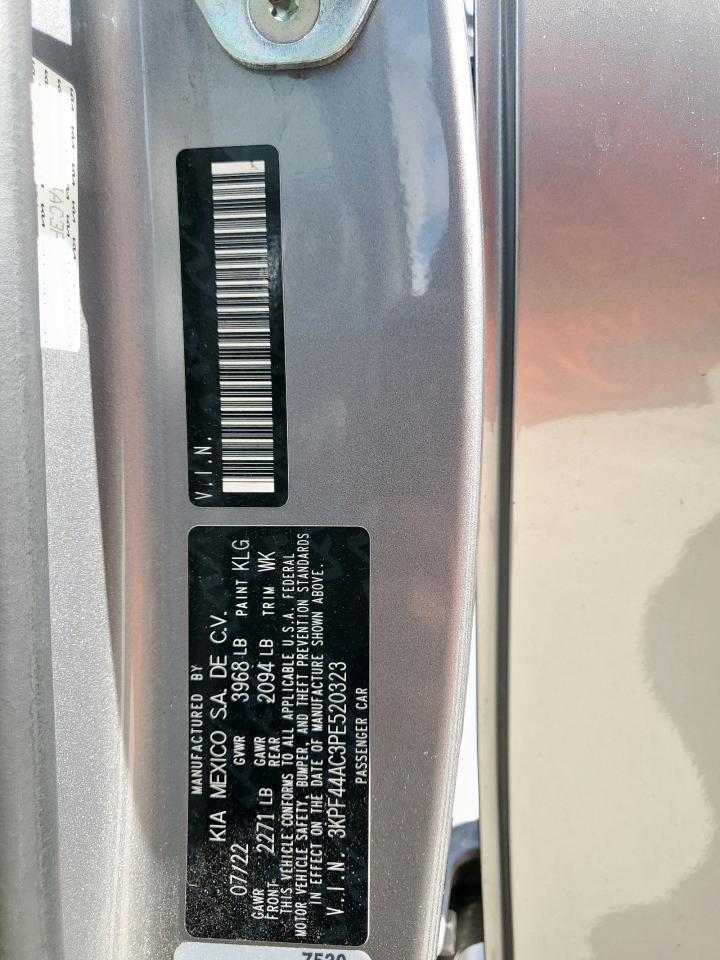 V.I.N.
MANUFACTURED BY
KIA MEXICO S.A. DE C.V.
07/22 GVWR 3968 LB PAINT KLG
GAWR FRONT 2271 LB GAWR REAR 2094 LB TRIM WK
THIS VEHICLE CONFORMS TO ALL APPLICABLE U.S.A. FEDERAL
MOTOR VEHICLE SAFETY, BUMPER, AND THEFT PREVENTION STANDARDS
IN EFFECT ON THE DATE OF MANUFACTURE SHOWN ABOVE.
V.I.N. 3KPF44AC3PE520323
PASSENGER CAR